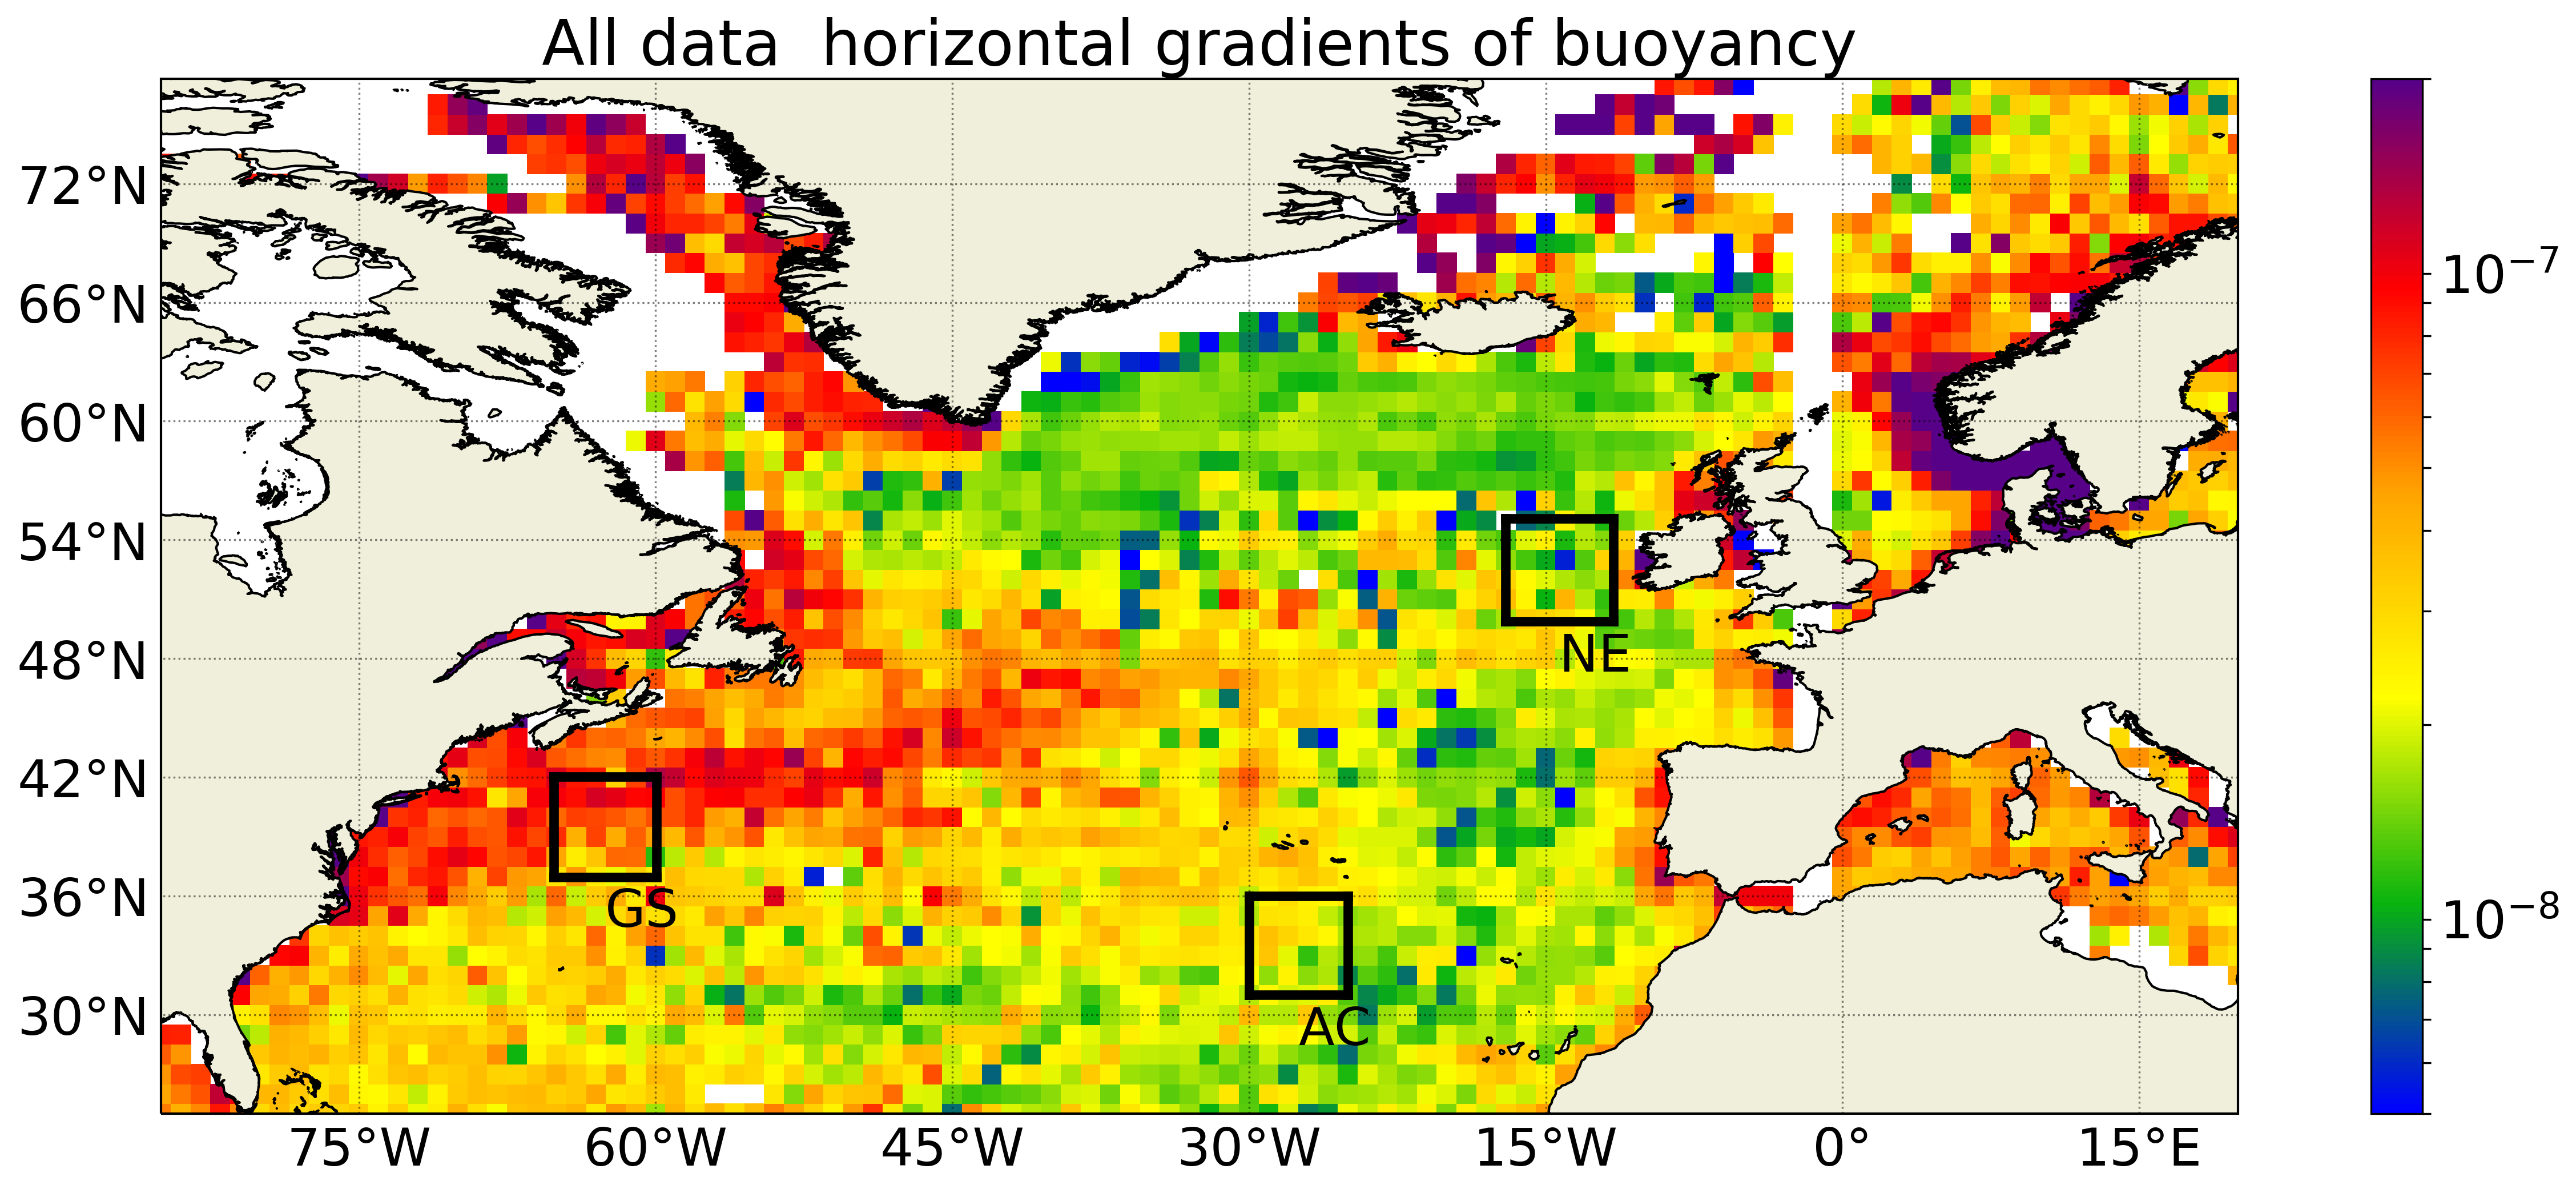 All data  horizontal gradients of buoyancy
72°N
66°N
60°N
54°N
48°N
42°N
36°N
30°N
NE
GS
AC
75°W 60°W 45°W 30°W 15°W 0° 15°E
10⁻⁷
10⁻⁸